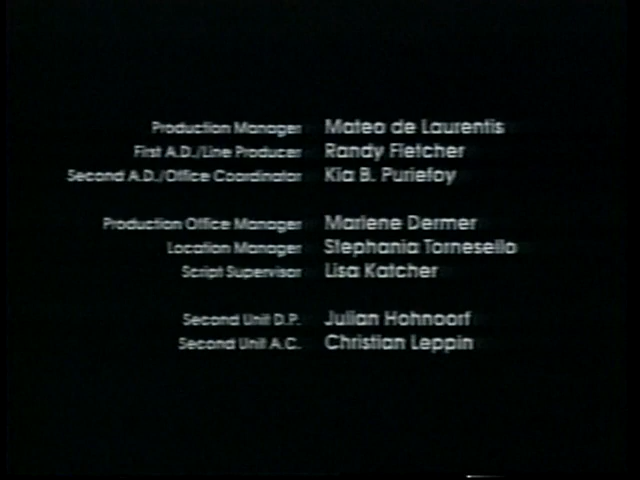 Production Manager Mateo de Laurentis
First A.D./Line Producer Randy Fletcher
Second A.D./Office Coordinator Kia B. Puriefoy
Production Office Manager Marlene Dermer
Location Manager Stephania Tornesello
Script Supervisor Lisa Katcher
Second Unit D.P. Julian Hohnoorf
Second Unit A.C. Christian Leppin